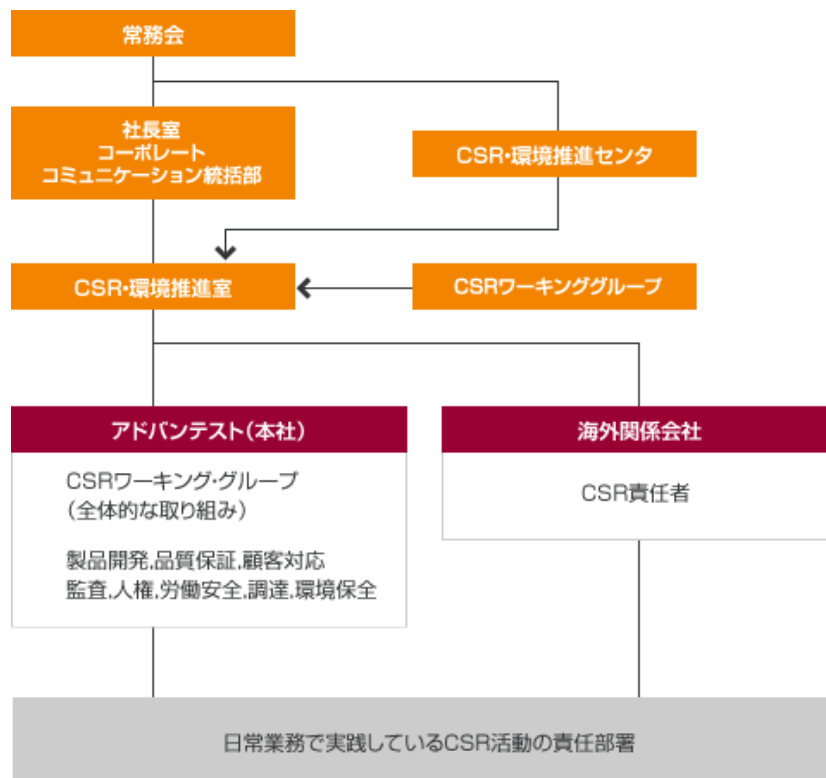 常務会
社長室
コーポレート
コミュニケーション統括部
CSR・環境推進センタ
CSR・環境推進室
CSRワーキンググループ
アドバンテスト(本社)
CSRワーキング・グループ
(全体的な取り組み)
製品開発,品質保証,顧客対応
監査,人権,労働安全,調達,環境保全
海外関係会社
CSR責任者
日常業務で実践しているCSR活動の責任部署